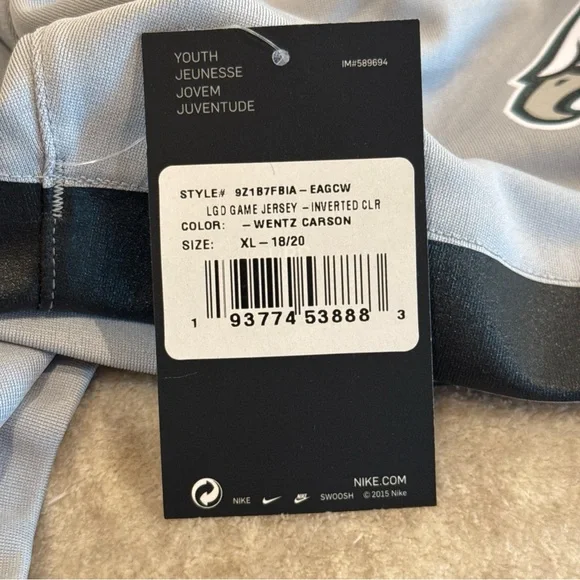 YOUTH
IM#589694
JEUNESSE
JOVEM
JUVENTUDE
STYLE# 9Z1B7FBIA-EAGCW
LGD GAME JERSEY -INVERTED CLR
COLOR: -WENTZ CARSON
SIZE: XL-18/20
1 93774 53888 3
NIKE.COM
NIKE SWOOSH © 2015 Nike